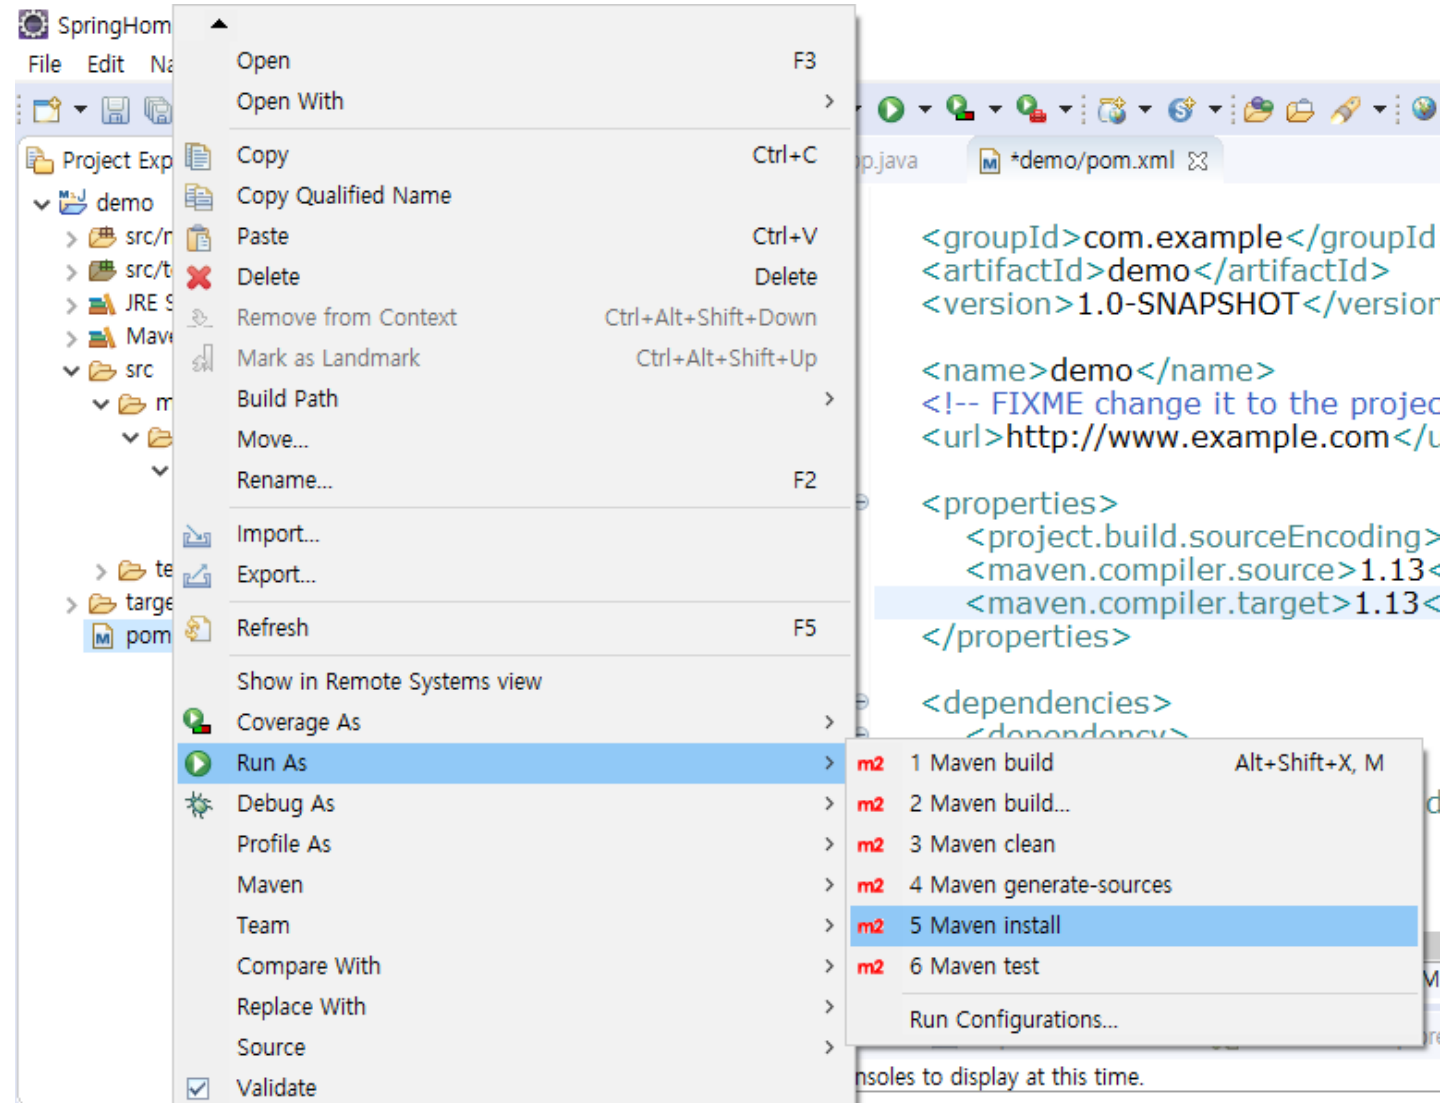 SpringHom
File Edit Na
Project Exp
demo
src/
src/t
JRE S
Mave
src
m
te
targe
pom
Open F3
Open With
Copy Ctrl+C
Copy Qualified Name
Paste Ctrl+V
Delete Delete
Remove from Context Ctrl+Alt+Shift+Down
Mark as Landmark Ctrl+Alt+Shift+Up
Build Path
Move...
Rename... F2
Import...
Export...
Refresh F5
Show in Remote Systems view
Coverage As
Run As
Debug As
Profile As
Maven
Team
Compare With
Replace With
Source
Validate
m2 1 Maven build Alt+Shift+X, M
m2 2 Maven build...
m2 3 Maven clean
m2 4 Maven generate-sources
m2 5 Maven install
m2 6 Maven test
Run Configurations...
pp.java
*demo/pom.xml
<groupId>com.example</groupId
<artifactId>demo</artifactId>
<version>1.0-SNAPSHOT</version
<name>demo</name>
<!-- FIXME change it to the projec
<url>http://www.example.com</u
<properties>
<project.build.sourceEncoding>
<maven.compiler.source>1.13<
<maven.compiler.target>1.13<
</properties>
<dependencies>
<dependency>
nsoles to display at this time.